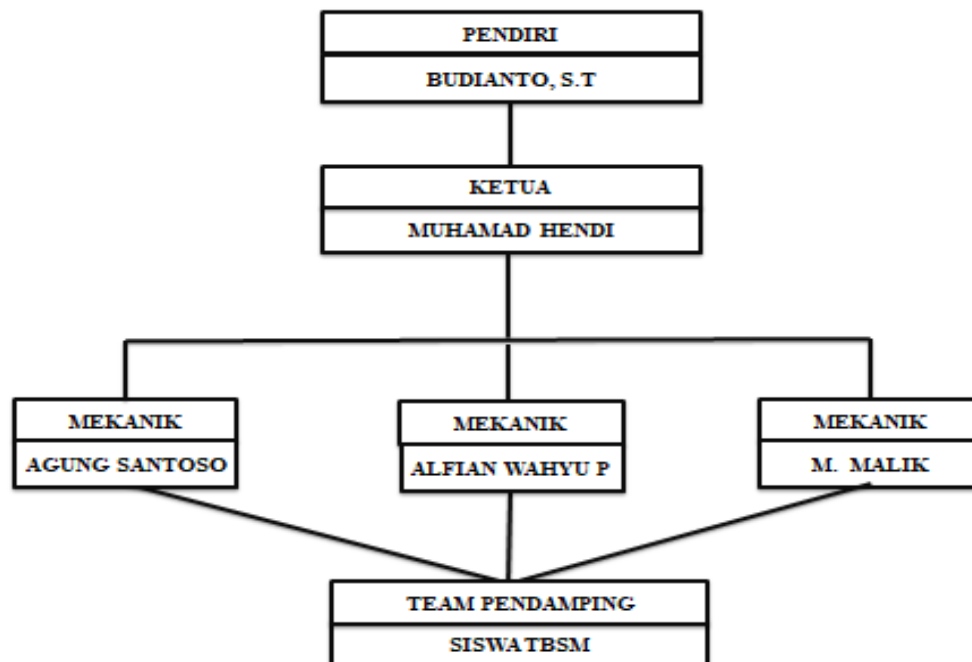 PENDIRI
BUDIANTO, S.T
KETUA
MUHAMAD HENDI
MEKANIK
AGUNG SANTOSO
MEKANIK
ALFIAN WAHYU P
MEKANIK
M. MALIK
TEAM PENDAMPING
SISWA TBSM